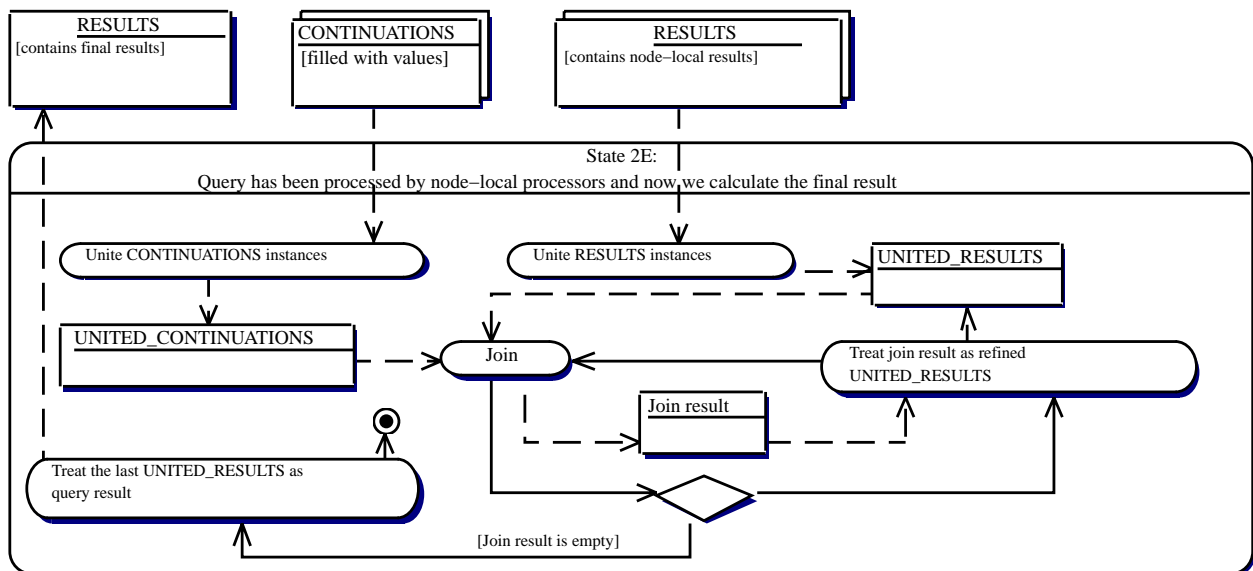 RESULTS
[contains final results]
CONTINUATIONS
[filled with values]
RESULTS
[contains node−local results]
State 2E:
Query has been processed by node−local processors and now we calculate the final result
Unite CONTINUATIONS instances
Unite RESULTS instances
UNITED_RESULTS
UNITED_CONTINUATIONS
Join
Treat join result as refined
UNITED_RESULTS
Join result
Treat the last UNITED_RESULTS as
query result
[Join result is empty]